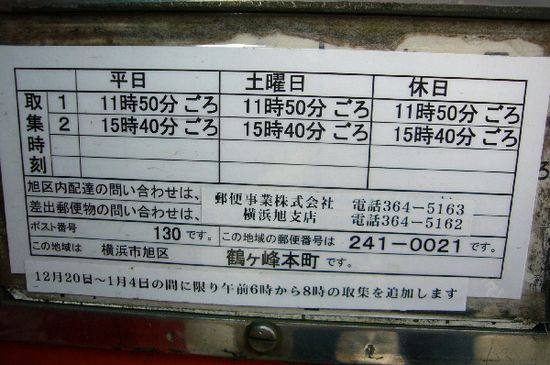 平日 土曜日 休日
取集時刻
1 11時50分ごろ 11時50分ごろ 11時50分ごろ
2 15時40分ごろ 15時40分ごろ 15時40分ごろ
旭区内配達の問い合わせは、 郵便事業株式会社 電話364-5163
差出郵便物の問い合わせは、 横浜旭支店 電話364-5162
ポスト番号 130です。 この地域の郵便番号は 241-0021です。
この地域は 横浜市旭区 鶴ヶ峰本町です。
12月20日~1月4日の間に限り午前6時から8時の取集を追加します